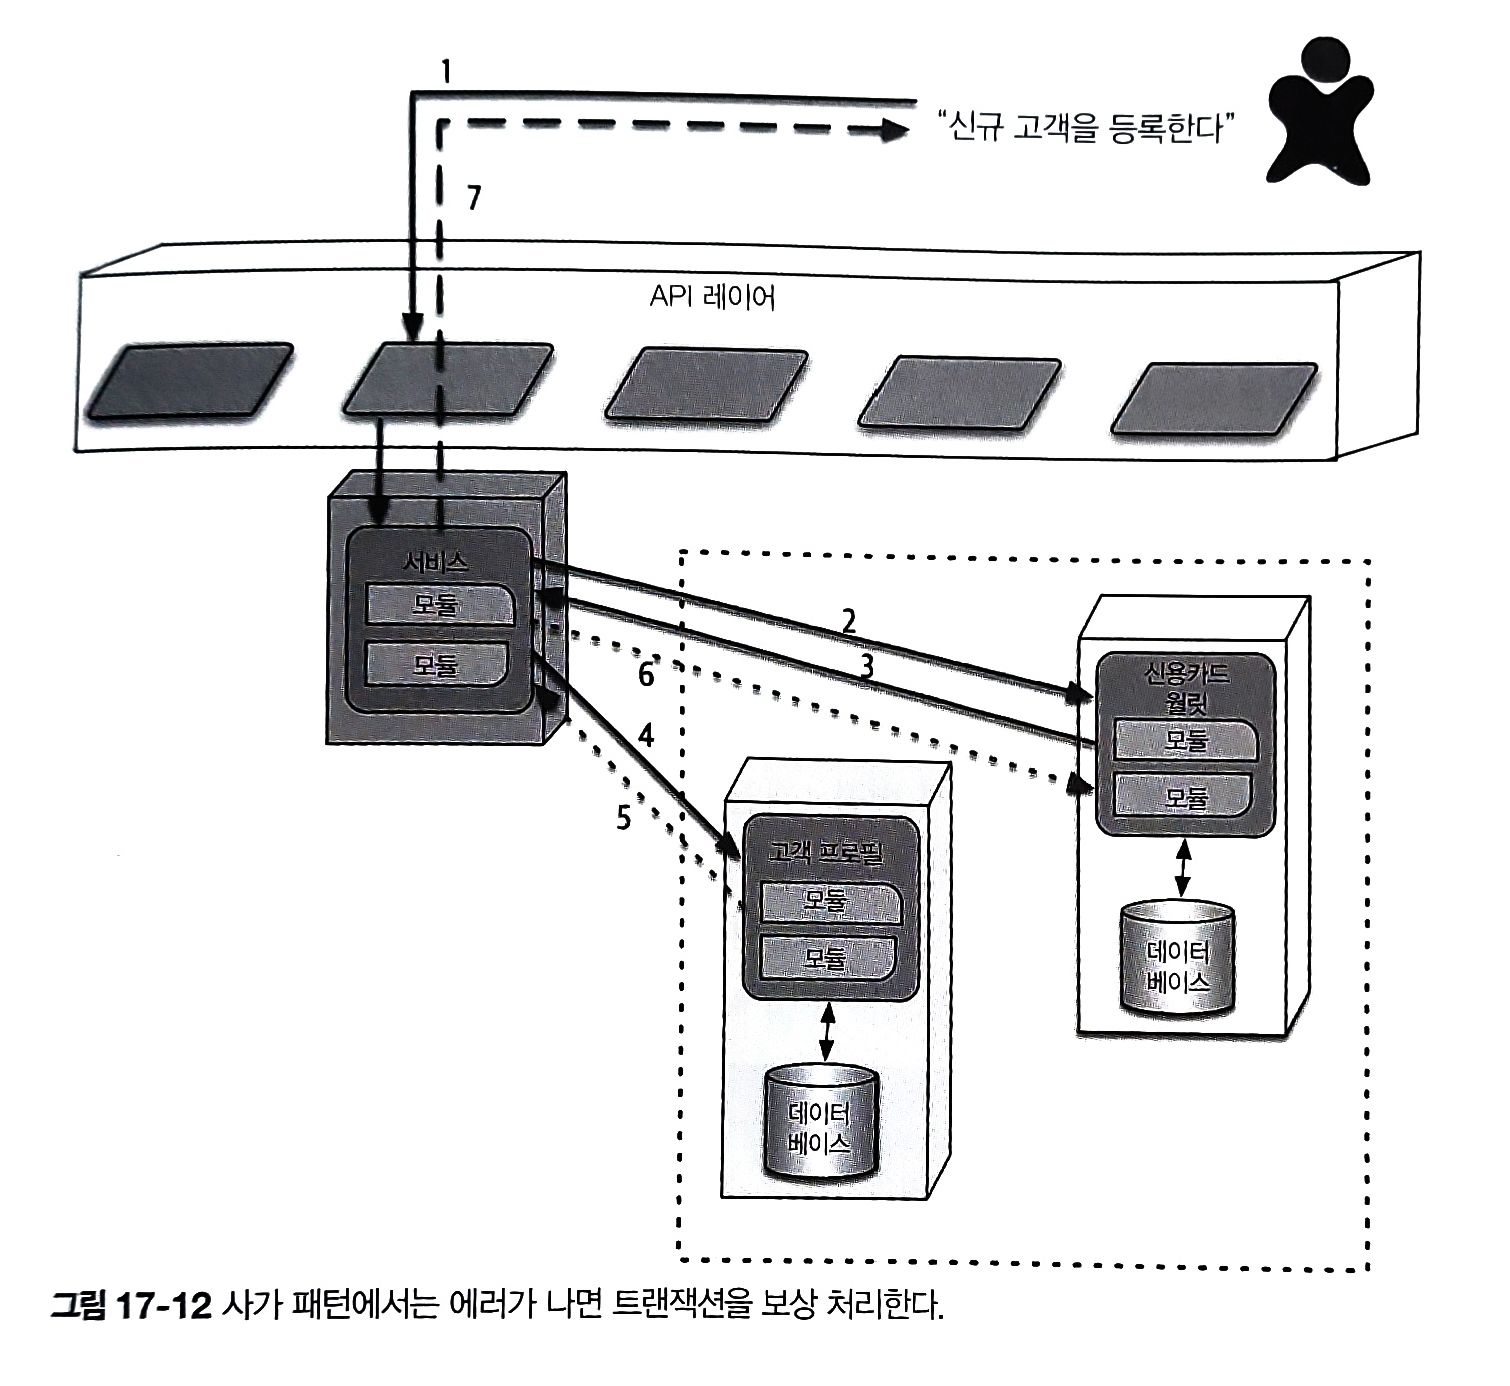 1
“신규 고객을 등록한다”
7
API 레이어
서비스
모듈
모듈
2
3
6
4
5
신용카드
월릿
모듈
모듈
데이터
베이스
고객 프로필
모듈
모듈
데이터
베이스
그림 17-12 사가 패턴에서는 에러가 나면 트랜잭션을 보상 처리한다.